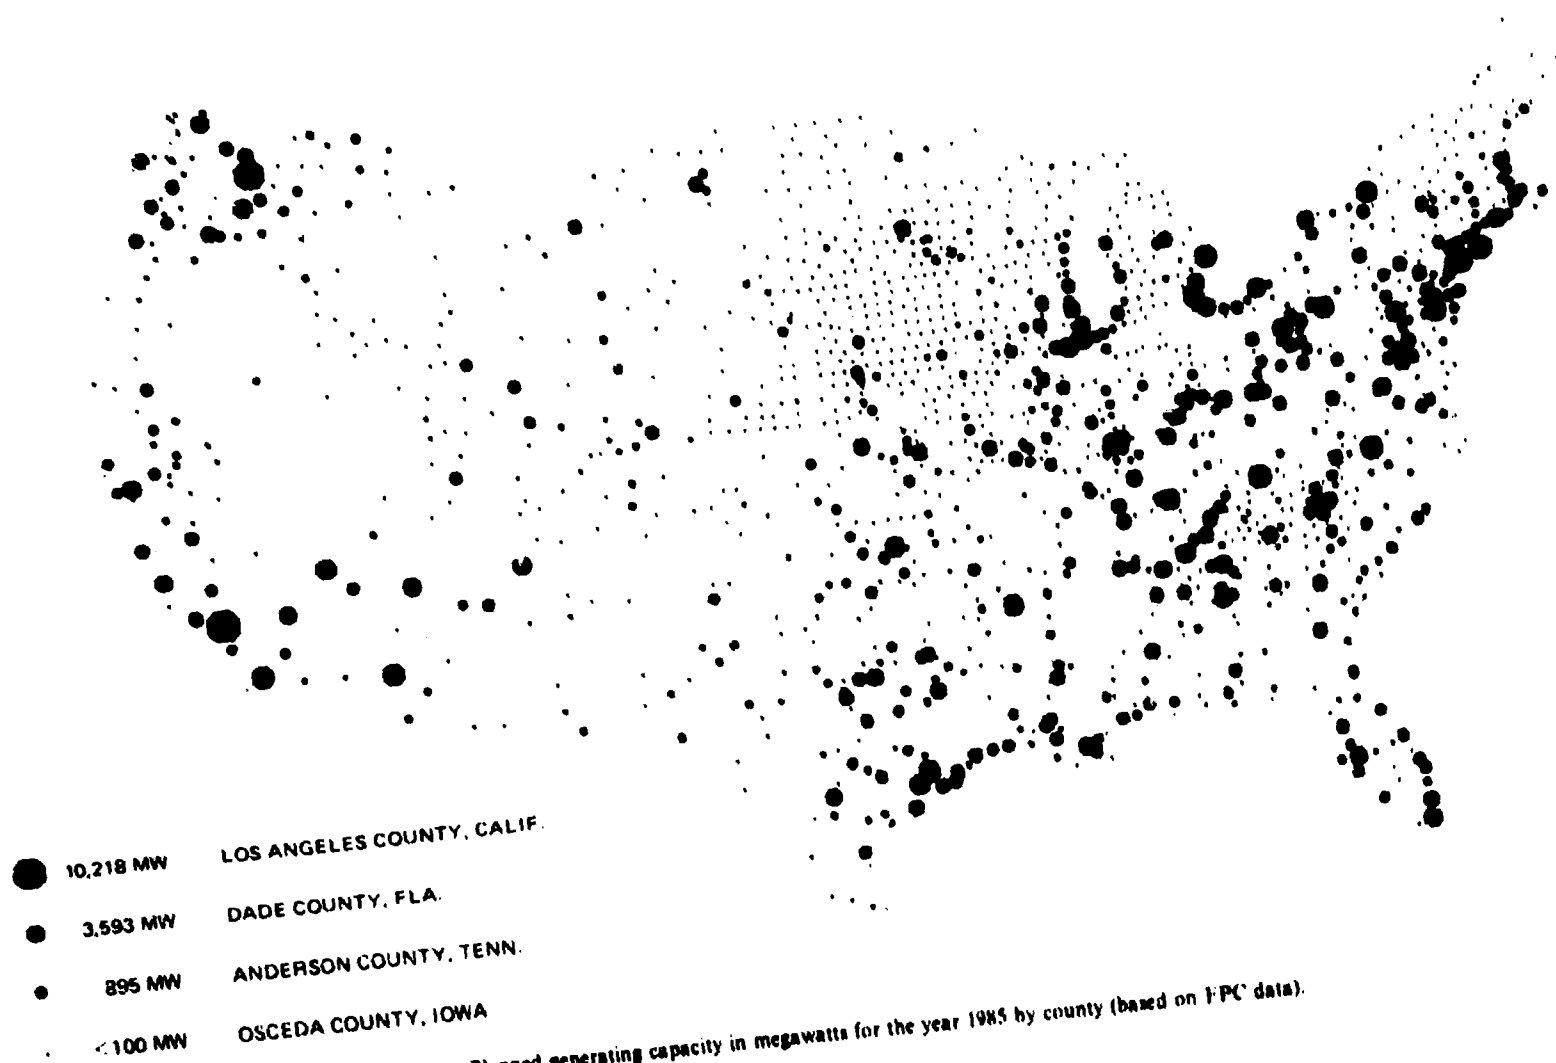 10,218 MW LOS ANGELES COUNTY, CALIF.
3,593 MW DADE COUNTY, FLA.
895 MW ANDERSON COUNTY, TENN.
<100 MW OSCEDA COUNTY, IOWA
generating capacity in megawatts for the year 1985 by county (based on FPC data).